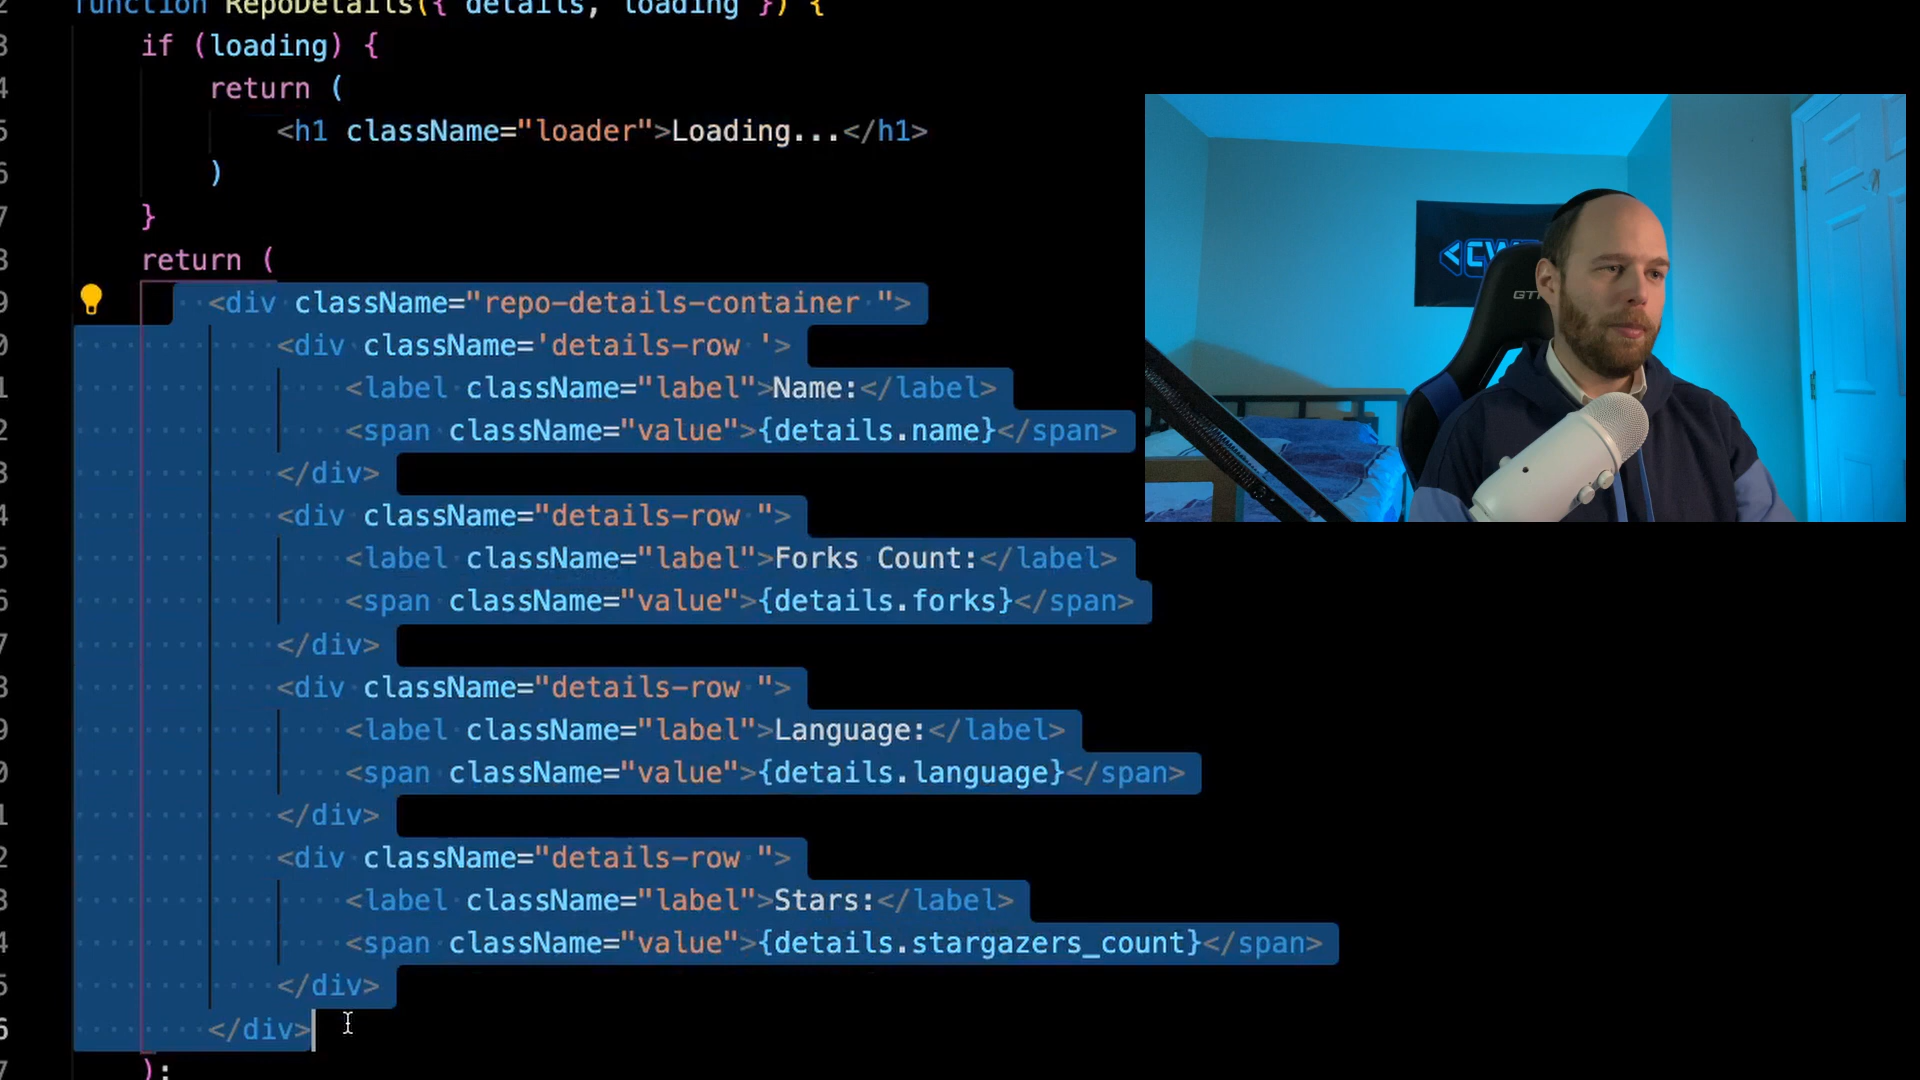 function RepoDetails({ details, loading }) {
if (loading) {
return (
<h1 className="loader">Loading...</h1>
)
}
return (
<div className="repo-details-container ">
<div className='details-row '>
<label className="label">Name:</label>
<span className="value">{details.name}</span>
</div>
<div className="details-row ">
<label className="label">Forks Count:</label>
<span className="value">{details.forks}</span>
</div>
<div className="details-row ">
<label className="label">Language:</label>
<span className="value">{details.language}</span>
</div>
<div className="details-row ">
<label className="label">Stars:</label>
<span className="value">{details.stargazers_count}</span>
</div>
</div>
);